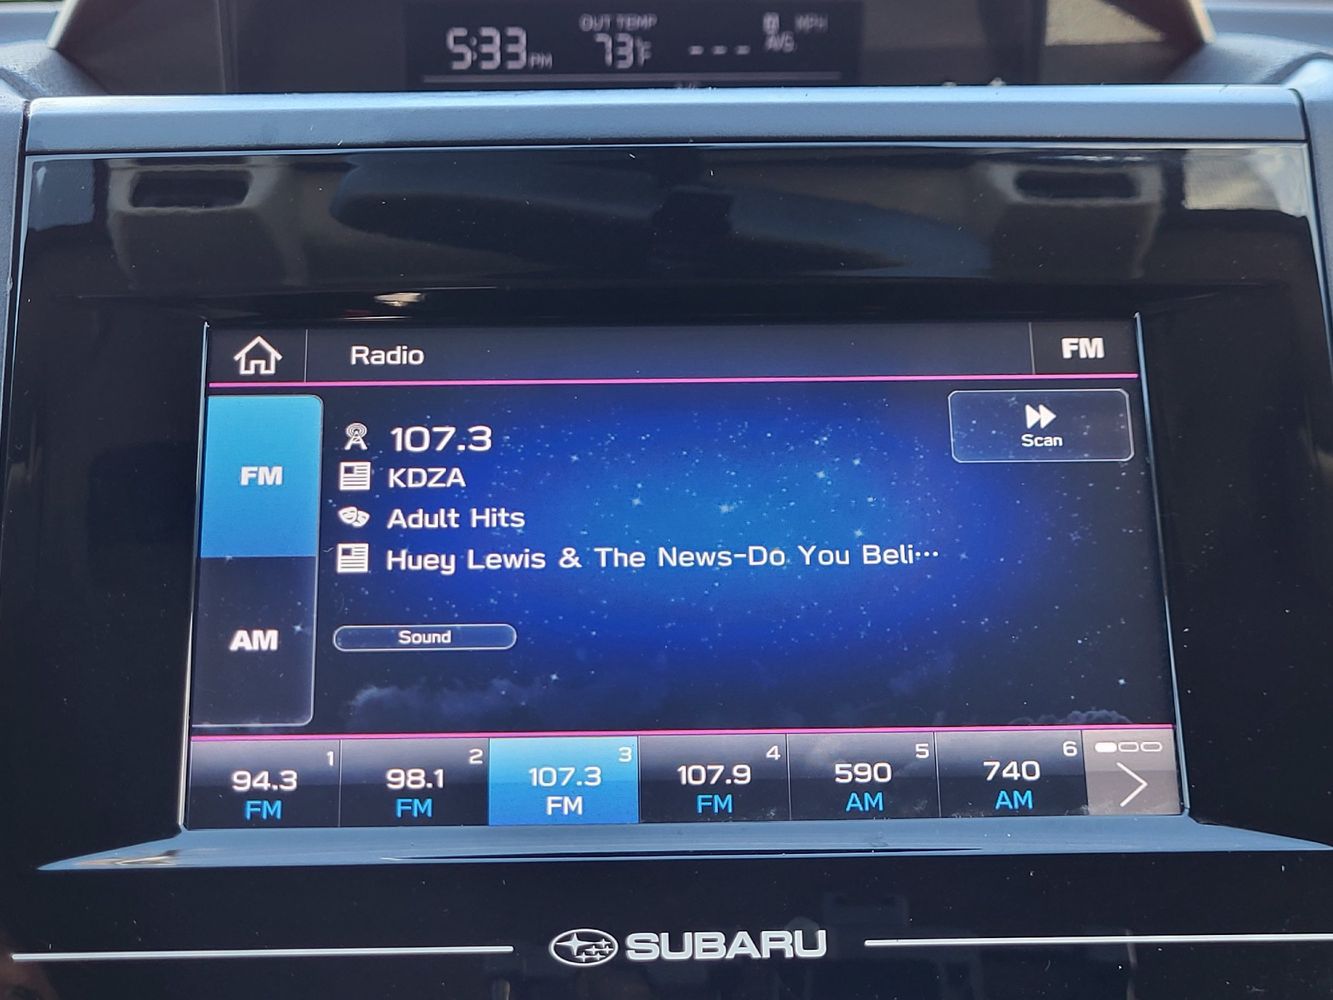 OUT TEMP
5:33 PM 73°F --- MPH
AVG.
Radio FM
FM
107.3
Scan
KDZA
Adult Hits
Huey Lewis & The News-Do You Beli...
AM
Sound
1 2 3 4 5 6
94.3 98.1 107.3 107.9 590 740
FM FM FM FM AM AM
SUBARU